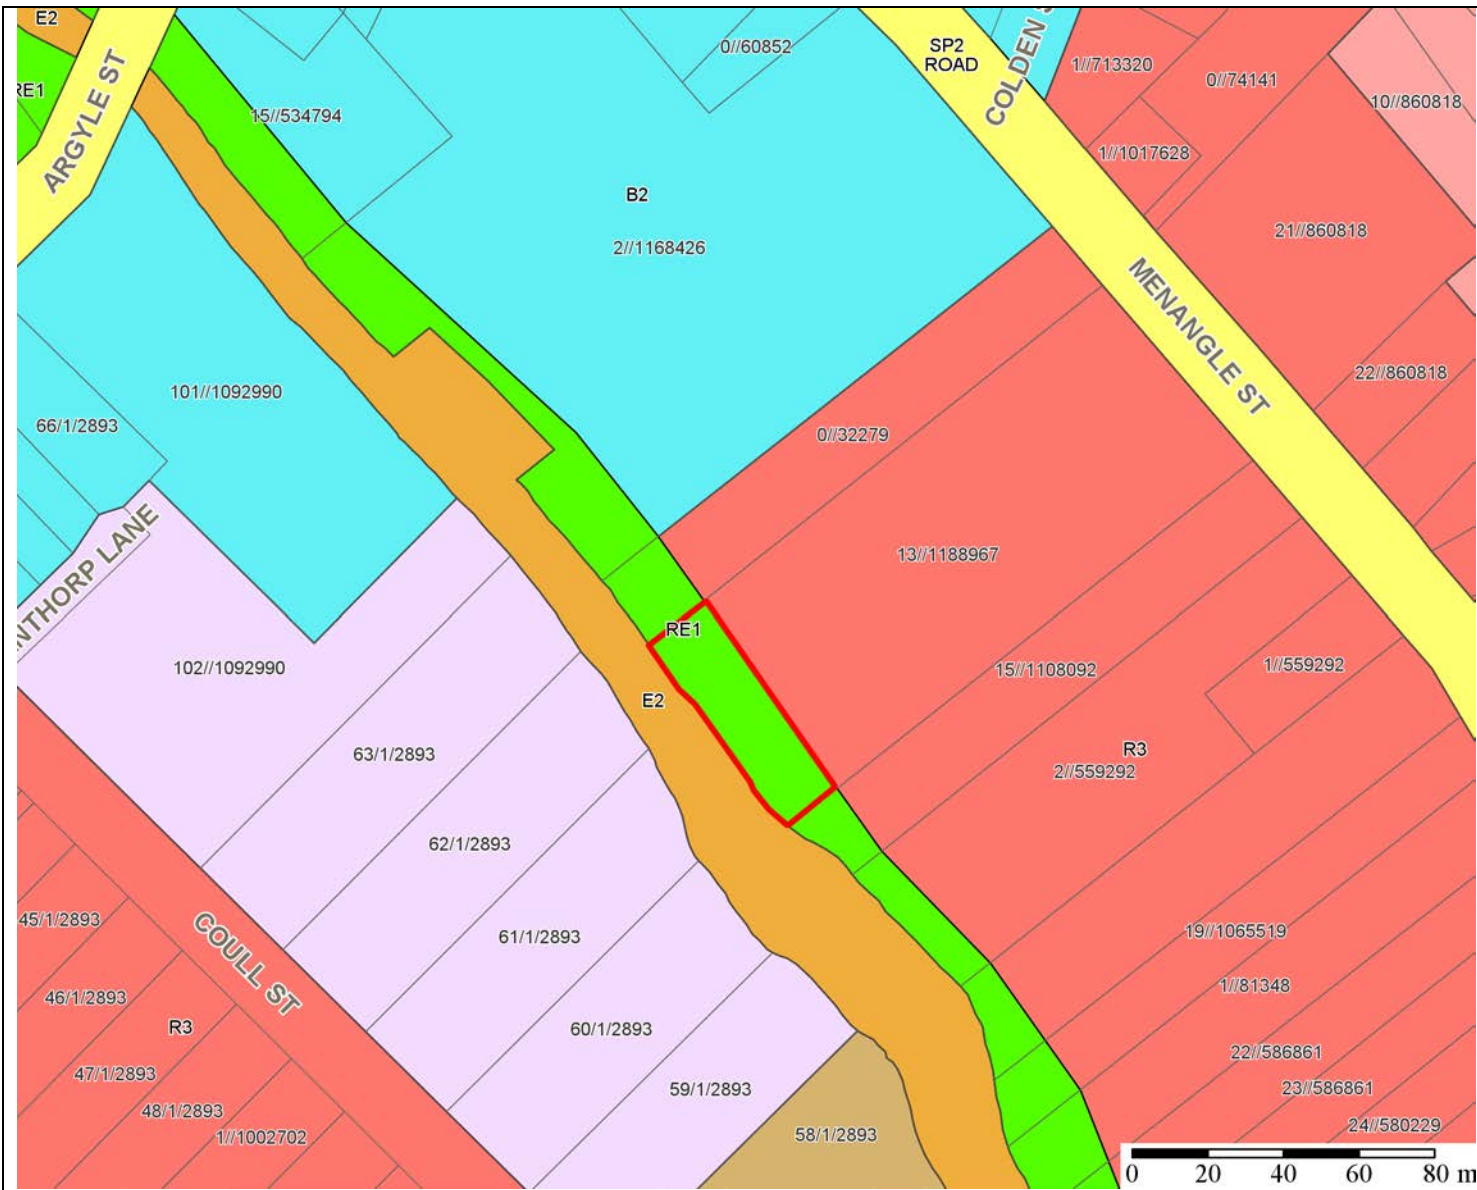 E2
SP2
ROAD
COLDEN S
0//60852
1//713320
0//74141
RE1
10//860818
ARGYLE ST
15//534794
1//1017628
B2
2//1168426
21//860818
MENANGLE ST
22//860818
101//1092990
66/1/2893
0//32279
NTHORP LANE
13//1188967
RE1
102//1092990
15//1108092
1//559292
E2
63/1/2893
R3
2//559292
62/1/2893
45/1/2893
COULL ST
61/1/2893
19//1065519
46/1/2893
1//81348
R3
60/1/2893
22//586861
47/1/2893
59/1/2893
23//586861
48/1/2893
1//1002702
58/1/2893
24//580229
0 20 40 60 80 m